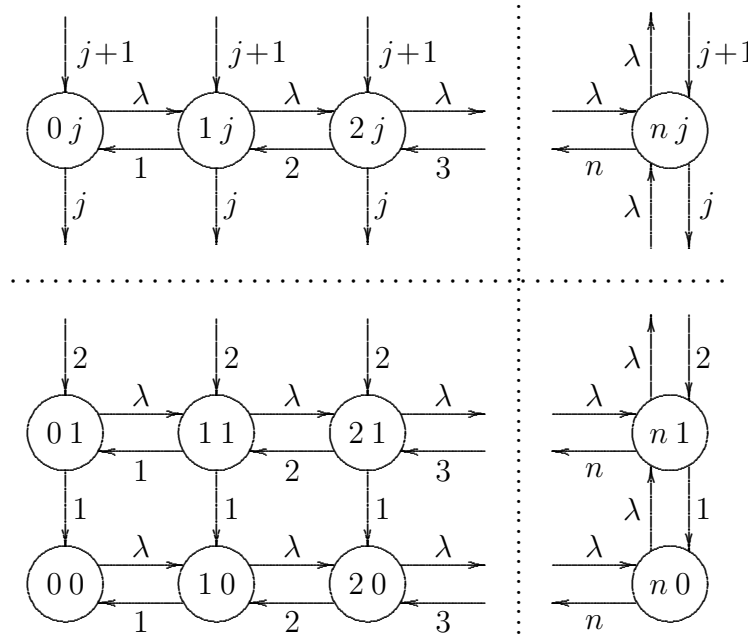 j+1 j+1 j+1 λ j+1
λ λ λ λ
0 j 1 j 2 j n j
1 2 3 n
j j j λ j
2 2 2 λ 2
λ λ λ λ
0 1 1 1 2 1 n 1
1 2 3 n
1 1 1 λ 1
λ λ λ λ
0 0 1 0 2 0 n 0
1 2 3 n